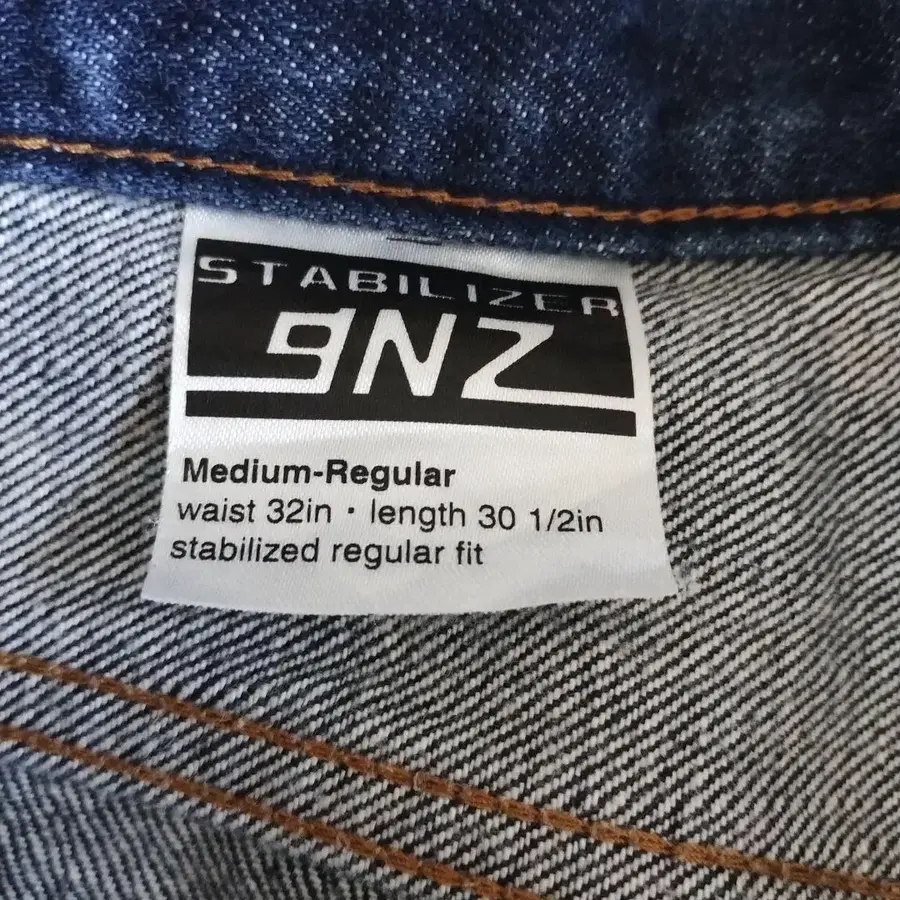 STABILIZER
gNZ
Medium-Regular
waist 32in · length 30 1/2in
stabilized regular fit